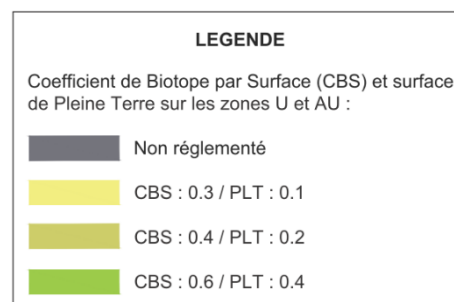 LEGENDE
Coefficient de Biotope par Surface (CBS) et surface
de Pleine Terre sur les zones U et AU :
Non réglementé
CBS : 0.3 / PLT : 0.1
CBS : 0.4 / PLT : 0.2
CBS : 0.6 / PLT : 0.4